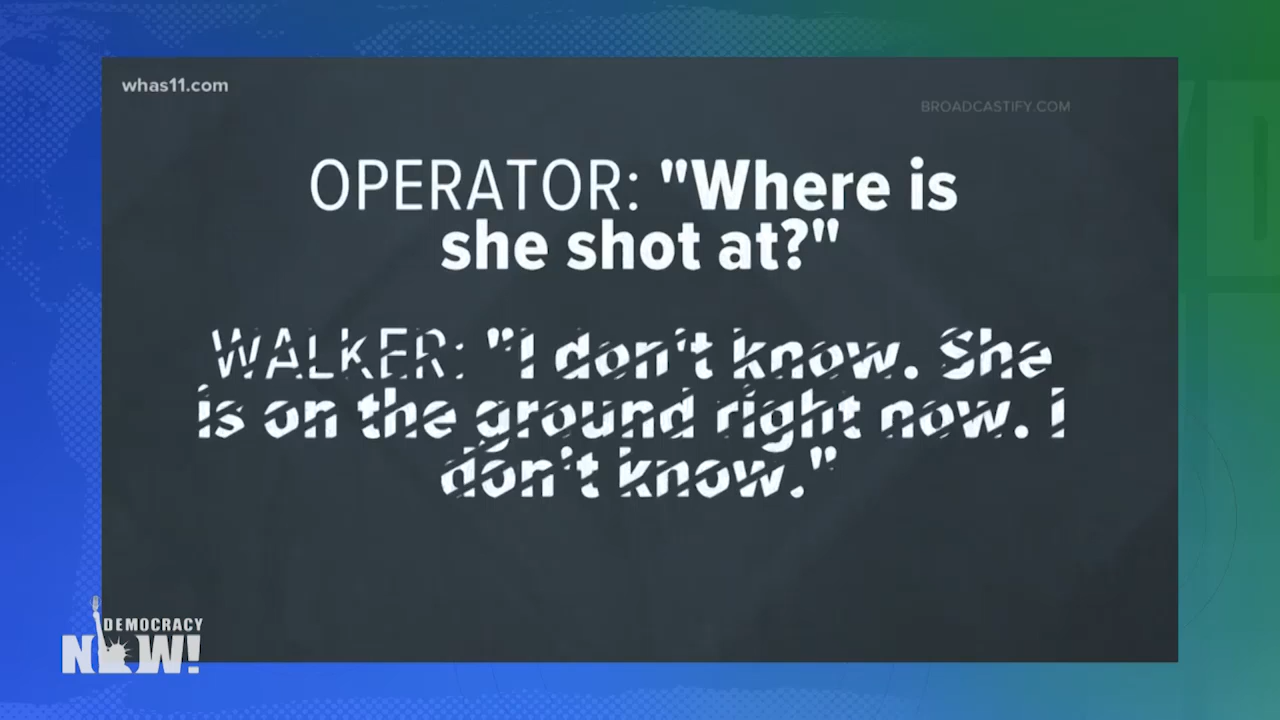 whas11.com
BROADCASTIFY.COM
OPERATOR: "Where is
she shot at?"
WALKER: "I don't know. She
is on the ground right now. I
don't know."
DEMOCRACY
NOW!